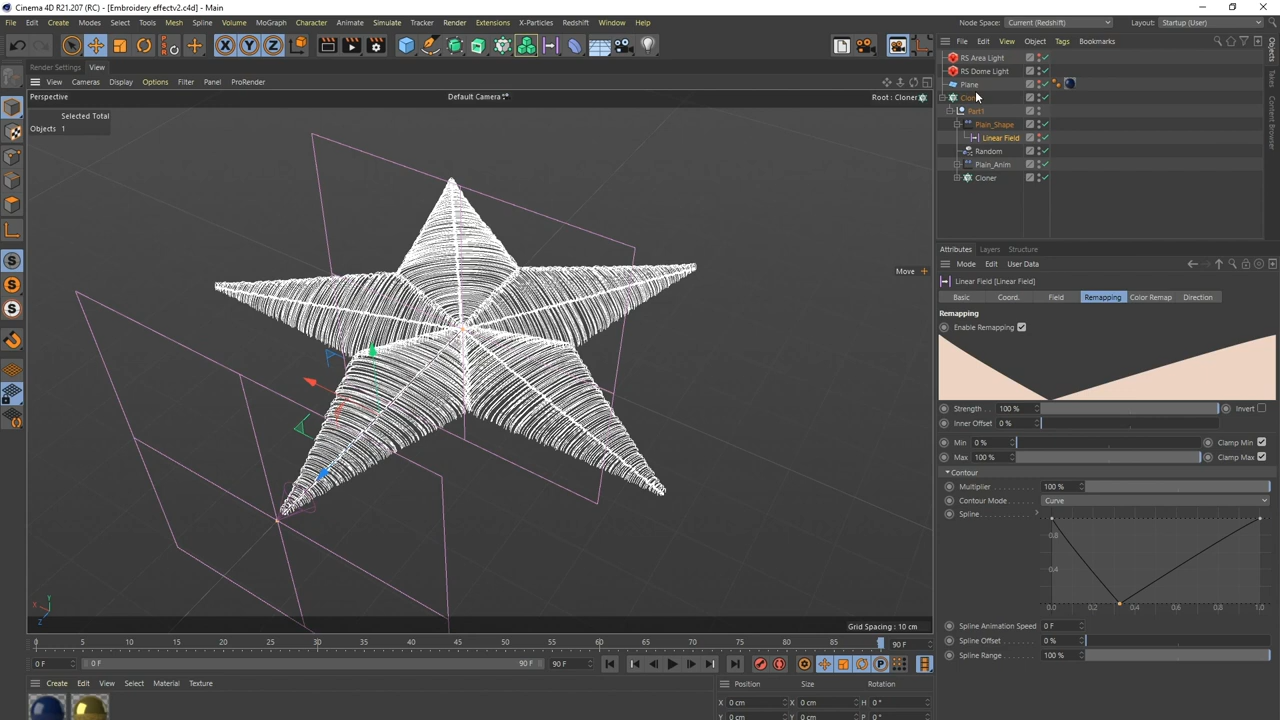 Cinema 4D R21.207 (RC) - [Embroidery effectv2.c4d] - Main
File Edit Create Modes Select Tools Mesh Spline Volume MoGraph Character Animate Simulate Tracker Render Extensions X-Particles Redshift Window Help Node Space: Current (Redshift) Layout: Startup (User)
X Y Z
Render Settings View File Edit View Object Tags Bookmarks
View Cameras Display Options Filter Panel ProRender
Perspective Default Camera Root : Cloner
Selected Total
Objects 1
RS Area Light
RS Dome Light
Plane
Part1
Plain_Shape
Linear Field
Random
Plain_Anim
Cloner
Objects
Takes
Content Browser
Attributes Layers Structure
Mode Edit User Data
Move
Linear Field [Linear Field]
Basic Coord. Field Remapping Color Remap Direction
Remapping
Enable Remapping
Strength . . 100 % Invert
Inner Offset 0 %
Min 0 % Clamp Min
Max 100 % Clamp Max
Contour
Multiplier . . . . . . . . . 100 %
Contour Mode . . . . . Curve
Spline . . . . . . . . . . . .
0.8
0.4
0.0 0.2 0.4 0.6 0.8 1.0
Spline Animation Speed 0 F
Spline Offset . . . . . . . 0 %
Spline Range . . . . . . . 100 %
Y
X
Z
Grid Spacing : 10 cm
0 5 10 15 20 25 30 35 40 45 50 55 60 65 70 75 80 85 90 F
0 F 0 F 90 F 90 F
Create Edit View Select Material Texture
Position Size Rotation
X 0 cm X 0 cm H 0 °
Y 0 cm Y 0 cm P 0 °